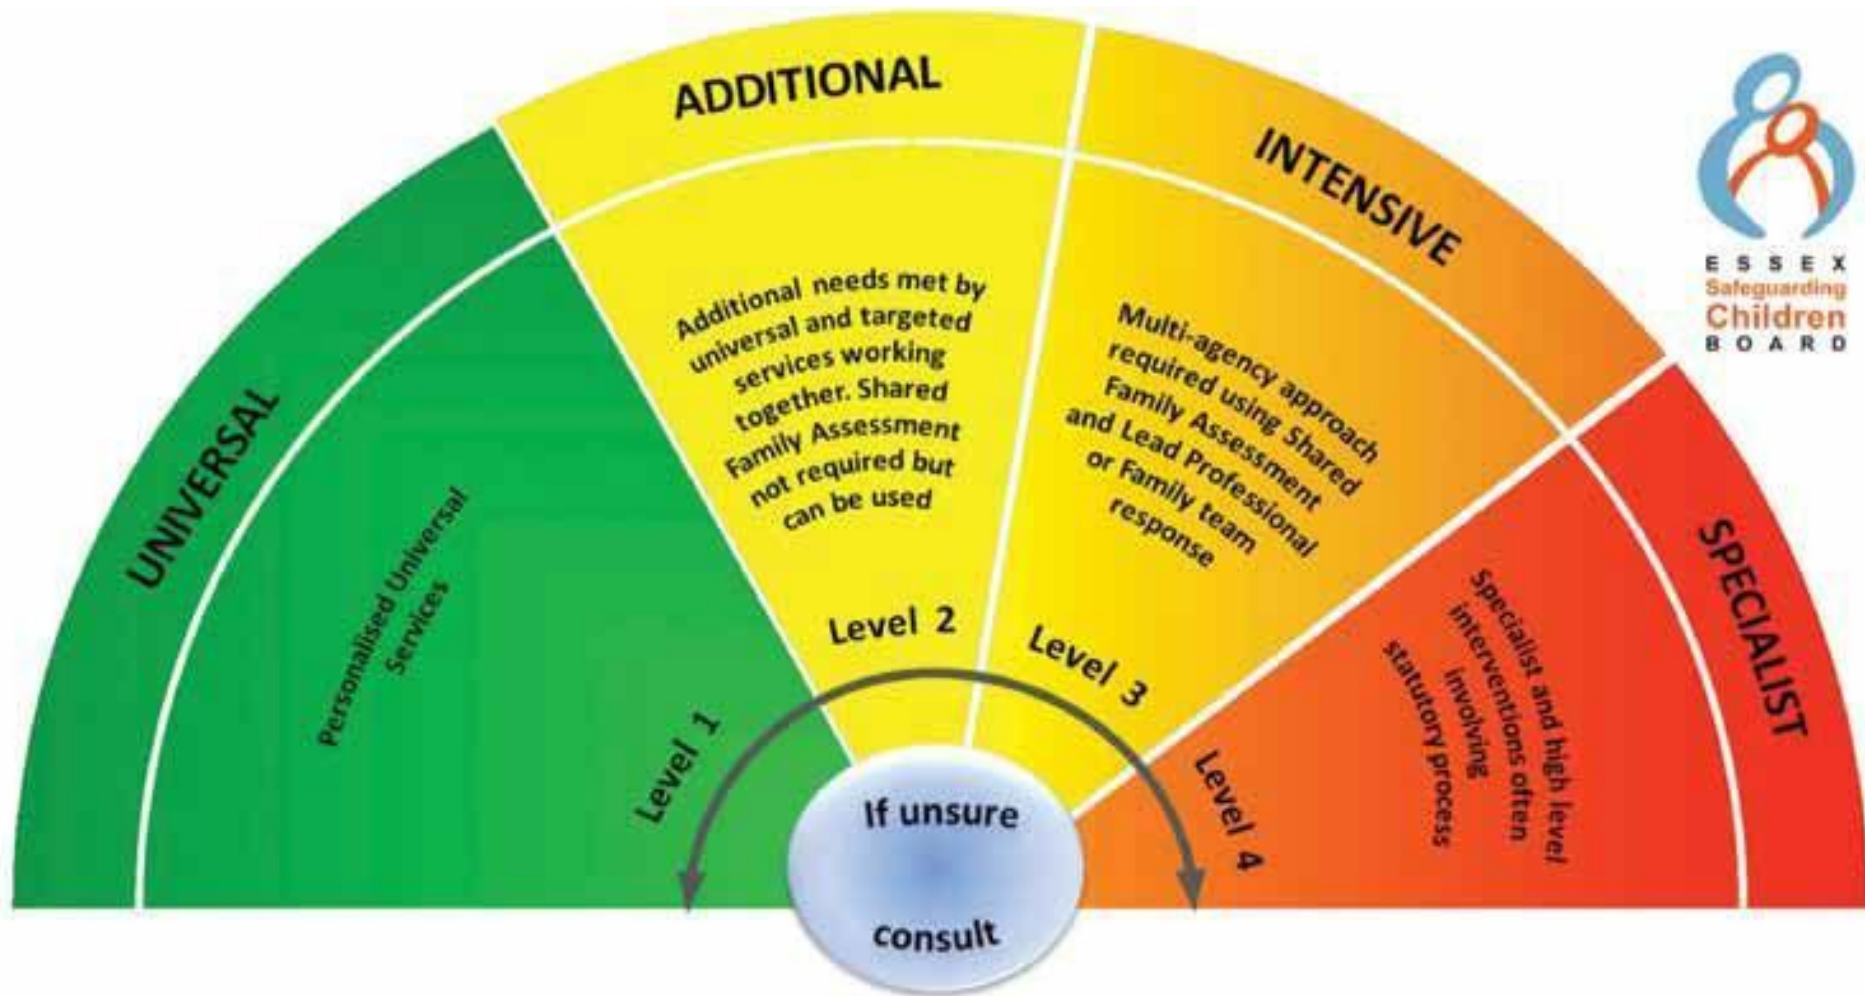 UNIVERSAL
Personalised Universal
Services
Level 1
ADDITIONAL
Additional needs met by
universal and targeted
services working
together. Shared
Family Assessment
not required but
can be used
Level 2
INTENSIVE
Multi-agency approach
required using Shared
Family Assessment
and Lead Professional
or Family team
response
Level 3
SPECIALIST
Specialist and high level
interventions often
involving
statutory process
Level 4
If unsure
consult
ESSEX
Safeguarding
Children
BOARD